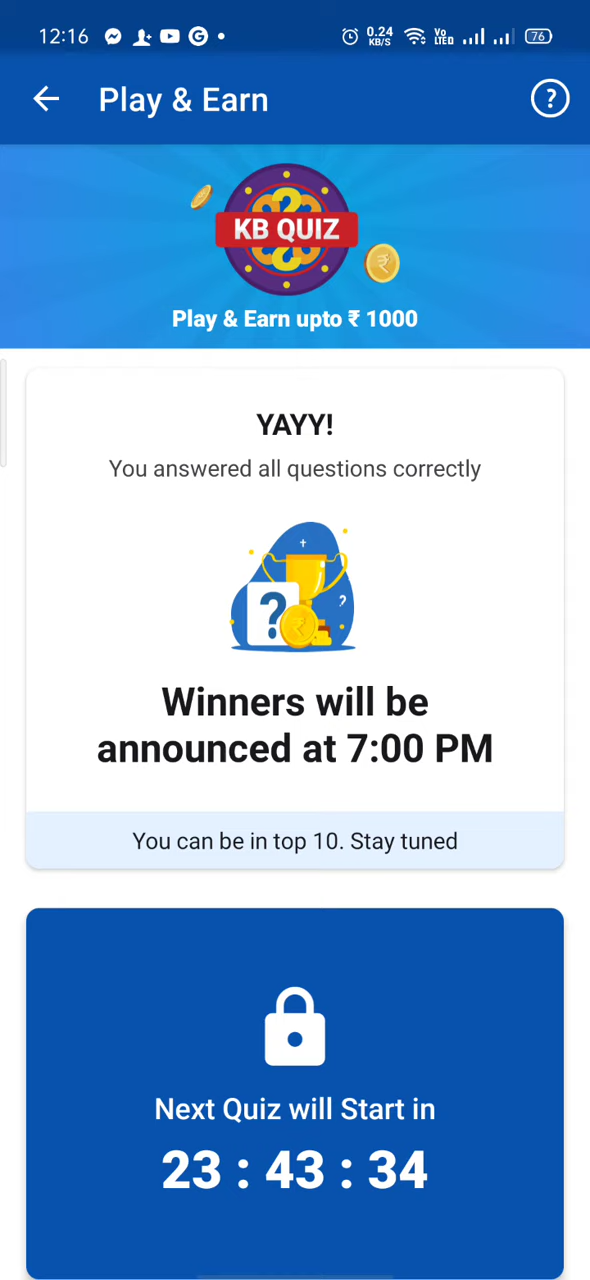 12:16 0.24 KB/S Vo LTE 76
Play & Earn ?
KB QUIZ
Play & Earn upto ₹ 1000
YAYY!
You answered all questions correctly
Winners will be
announced at 7:00 PM
You can be in top 10. Stay tuned
Next Quiz will Start in
23 : 43 : 34